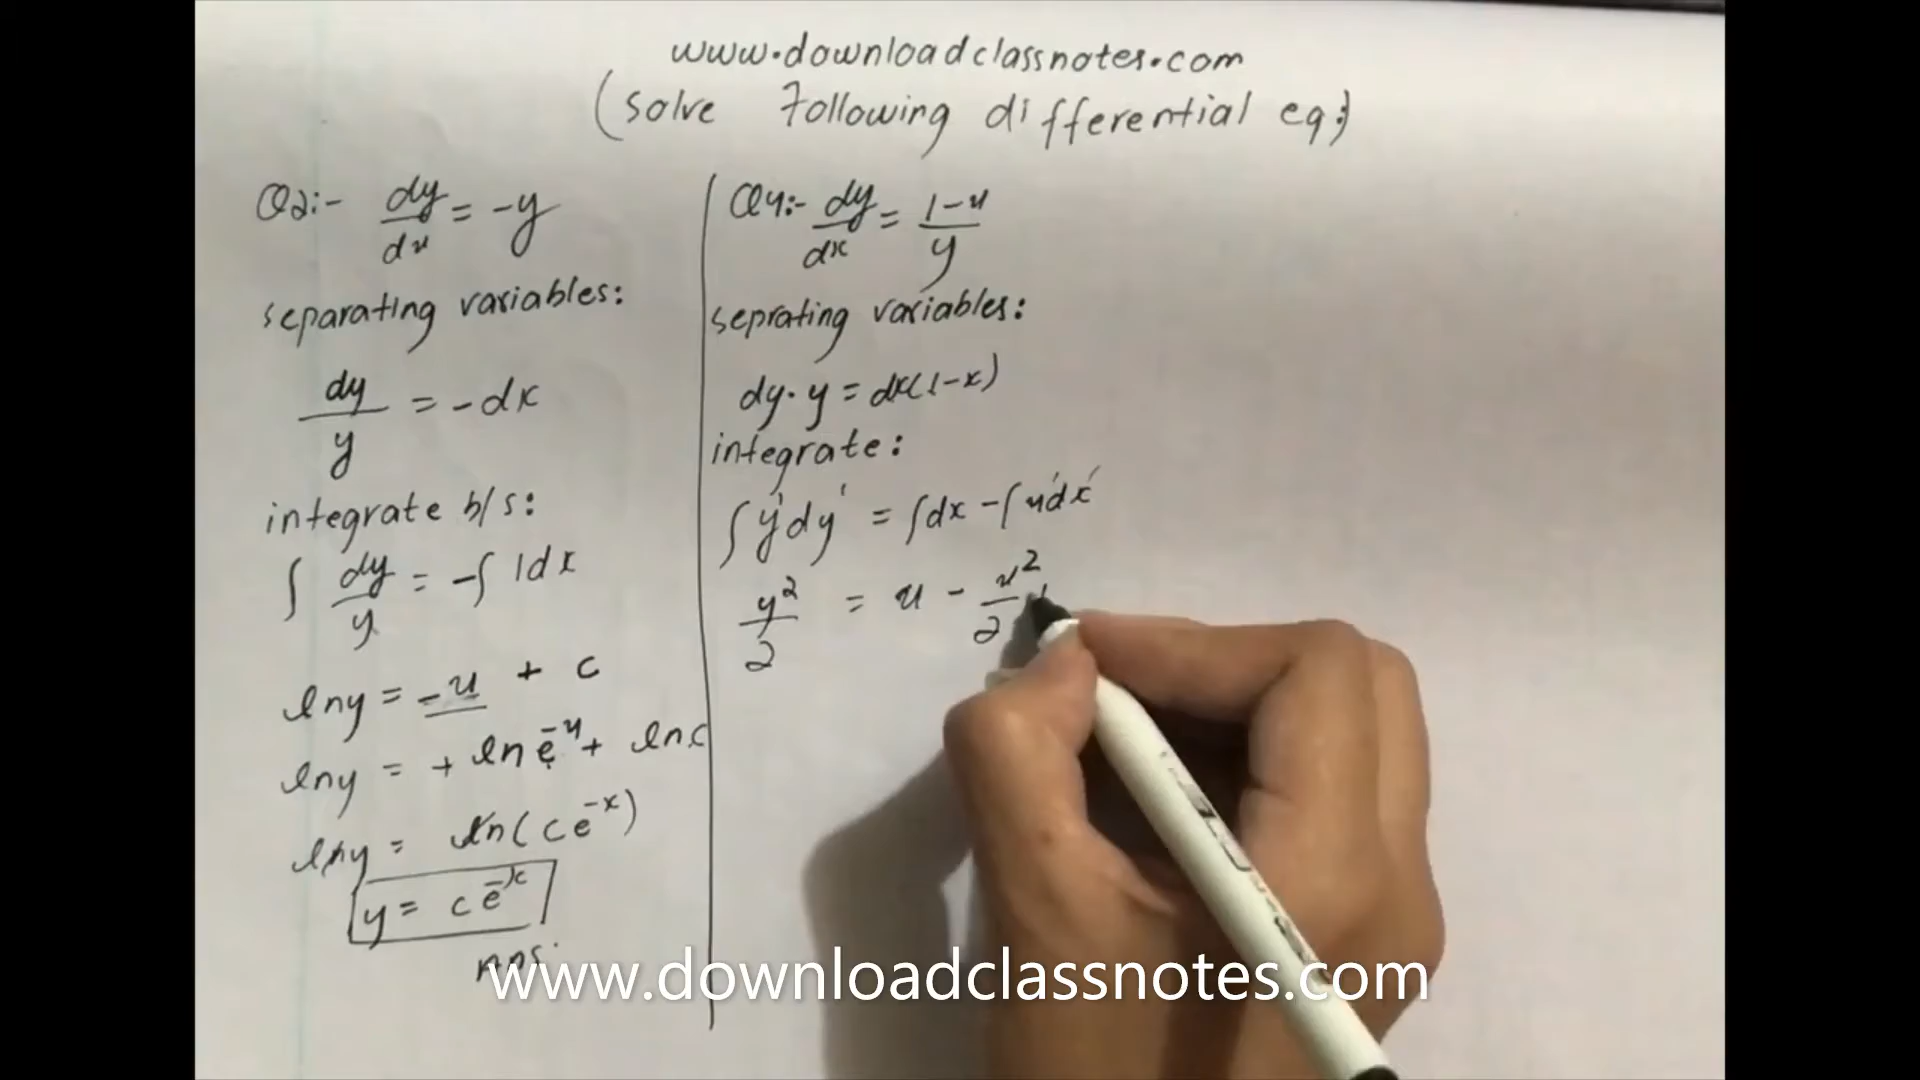 www.downloadclassnotes.com
(solve Following differential eq:)
Q2:- dy/dx = -y
separating variables:
dy/y = -dx
integrate b/s:
∫ dy/y = -∫ 1dx
lny = -x + c
lny = + ln e^-x + ln c
lny = ln(ce^-x)
y = ce^-x
Ans.
Q4:- dy/dx = 1-x/y
seprating variables:
dy.y = dx(1-x)
integrate:
∫y'dy' = ∫dx - ∫x'dx'
y²/2 = x - x²/2
www.downloadclassnotes.com